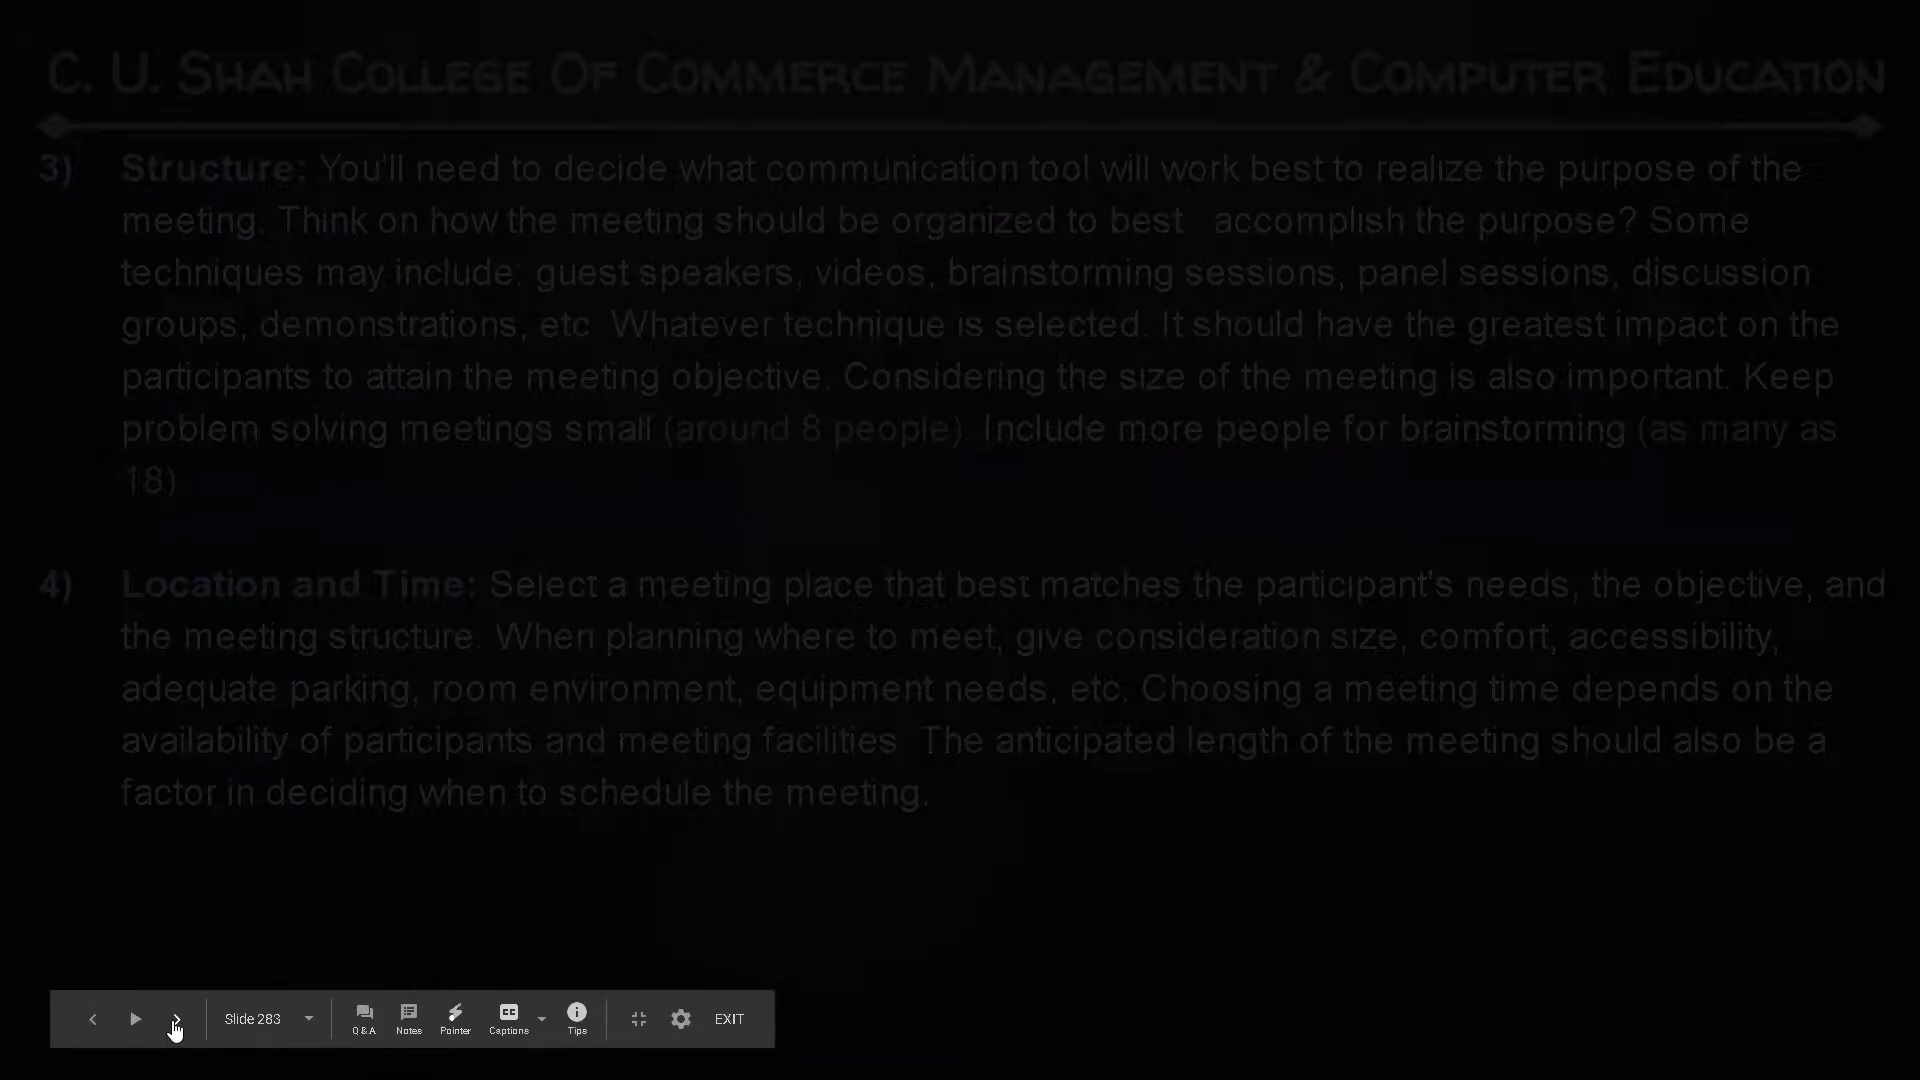 C. U. Shah College Of Commerce Management & Computer Education
3) Structure: You'll need to decide what communication tool will work best to realize the purpose of the
meeting. Think on how the meeting should be organized to best accomplish the purpose? Some
techniques may include: guest speakers, videos, brainstorming sessions, panel sessions, discussion
groups, demonstrations, etc Whatever technique is selected. It should have the greatest impact on the
participants to attain the meeting objective. Considering the size of the meeting is also important. Keep
problem solving meetings small (around 8 people). Include more people for brainstorming (as many as
18)
4) Location and Time: Select a meeting place that best matches the participant's needs, the objective, and
the meeting structure. When planning where to meet, give consideration size, comfort, accessibility,
adequate parking, room environment, equipment needs, etc. Choosing a meeting time depends on the
availability of participants and meeting facilities The anticipated length of the meeting should also be a
factor in deciding when to schedule the meeting.
Slide 283 Q & A Notes Pointer Captions Tips EXIT